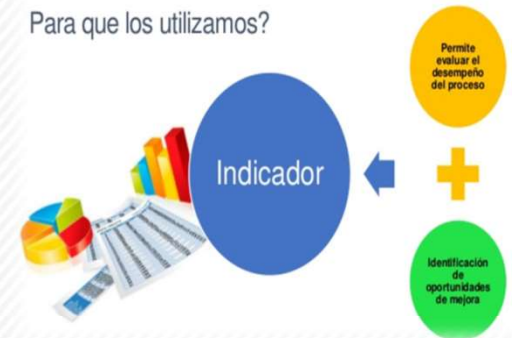 Para que los utilizamos?
Permite
evaluar el
desempeño
del proceso
Indicador
Identificación
de
oportunidades
de mejora